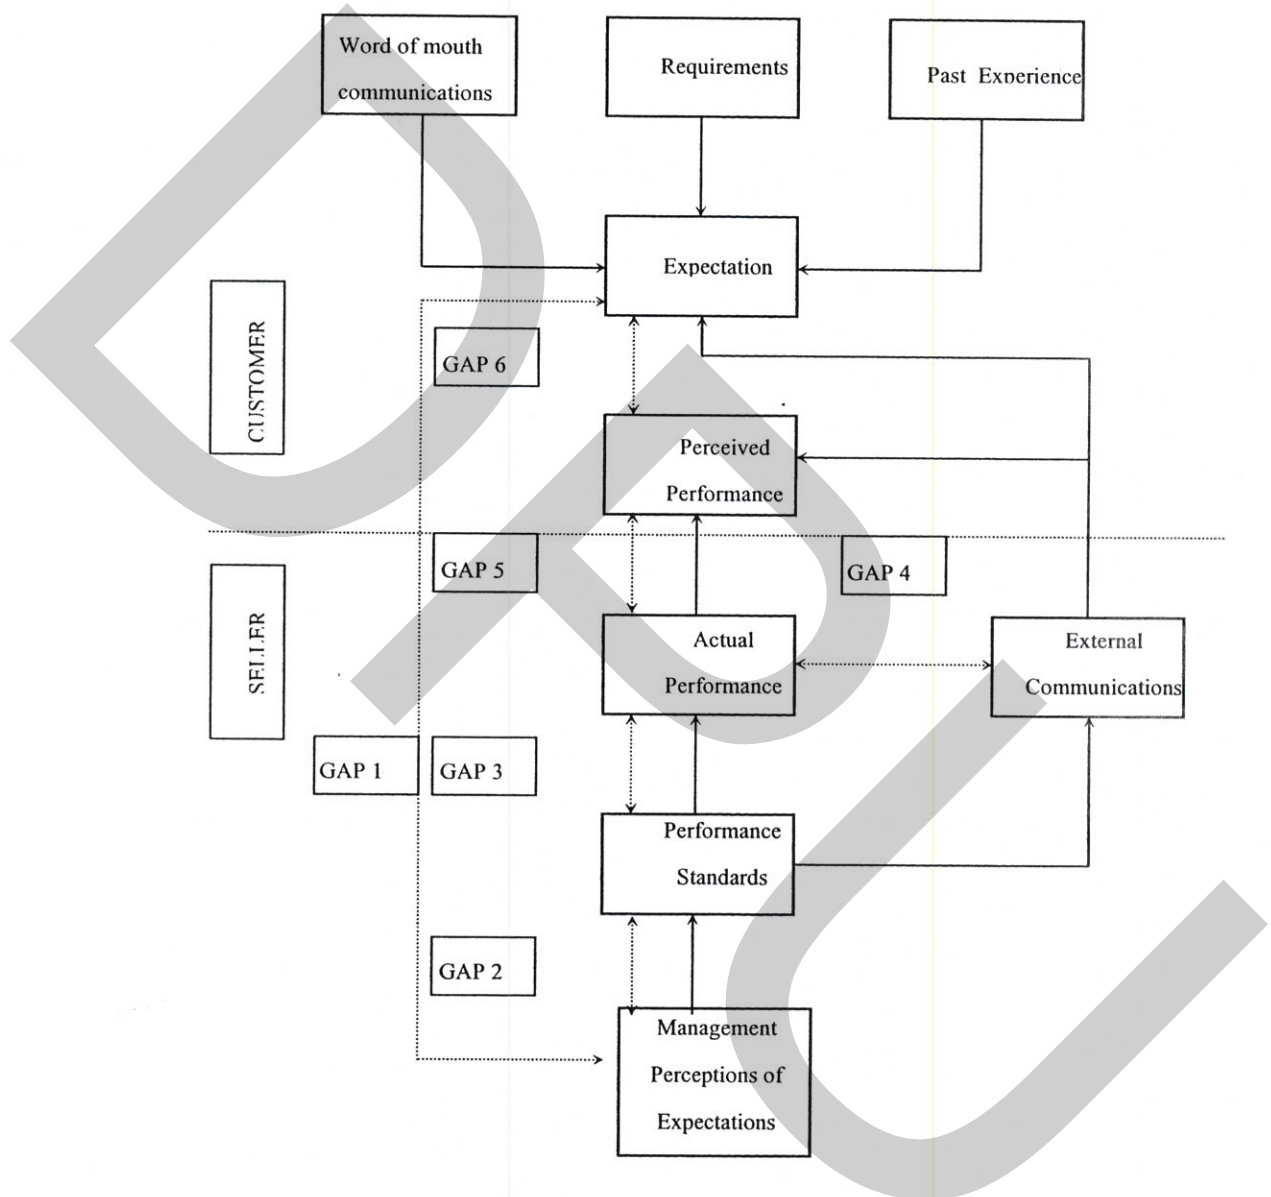 Word of mouth
communications
Requirements
Past Experience
Expectation
CUSTOMER
GAP 6
Perceived
Performance
GAP 5
GAP 4
SELLER
Actual
Performance
External
Communications
GAP 1
GAP 3
Performance
Standards
GAP 2
Management
Perceptions of
Expectations
DPU